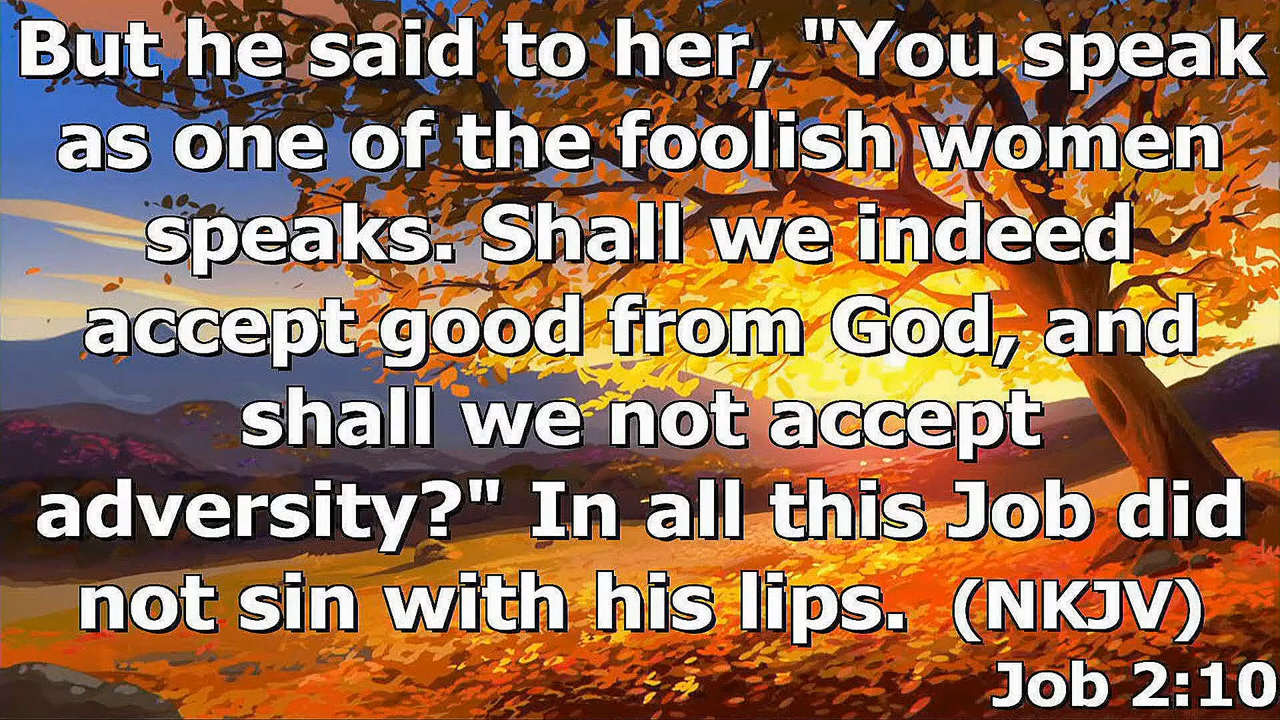 But he said to her, "You speak
as one of the foolish women
speaks. Shall we indeed
accept good from God, and
shall we not accept
adversity?" In all this Job did
not sin with his lips. (NKJV)
Job 2:10